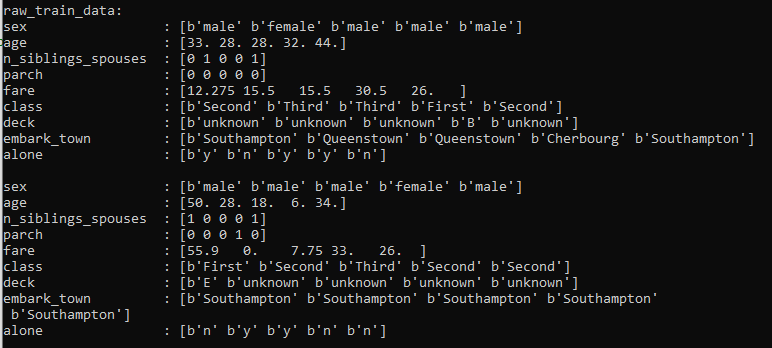 raw_train_data:
sex                 : [b'male' b'female' b'male' b'male' b'male']
age                 : [33. 28. 28. 32. 44.]
n_siblings_spouses  : [0 1 0 0 1]
parch               : [0 0 0 0 0]
fare                : [12.275 15.5   15.5   30.5   26.   ]
class               : [b'Second' b'Third' b'Third' b'First' b'Second']
deck                : [b'unknown' b'unknown' b'unknown' b'B' b'unknown']
embark_town         : [b'Southampton' b'Queenstown' b'Queenstown' b'Cherbourg' b'Southampton']
alone               : [b'y' b'n' b'y' b'y' b'n']

sex                 : [b'male' b'male' b'male' b'female' b'male']
age                 : [50. 28. 18.  6. 34.]
n_siblings_spouses  : [1 0 0 0 1]
parch               : [0 0 0 1 0]
fare                : [55.9   0.    7.75 33.   26.  ]
class               : [b'First' b'Second' b'Third' b'Second' b'Second']
deck                : [b'E' b'unknown' b'unknown' b'unknown' b'unknown']
embark_town         : [b'Southampton' b'Southampton' b'Southampton' b'Southampton'
 b'Southampton']
alone               : [b'n' b'y' b'y' b'n' b'n']